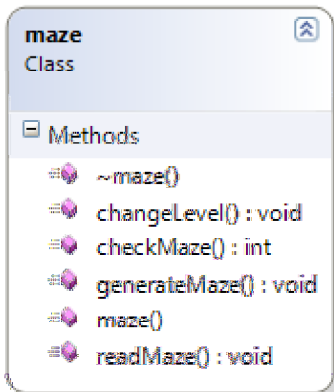 maze
Class
Methods
~maze()
changeLevel() : void
checkMaze() : int
generateMaze() : void
maze()
readMaze() : void